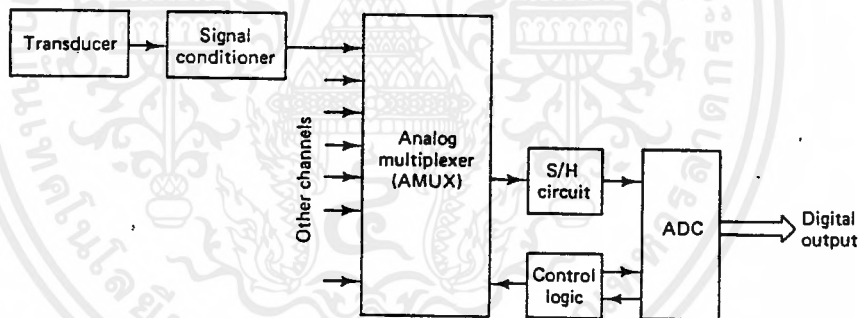 Transducer
Signal
conditioner
Other channels
Analog
multiplexer
(AMUX)
S/H
circuit
ADC
Digital
output
Control
logic